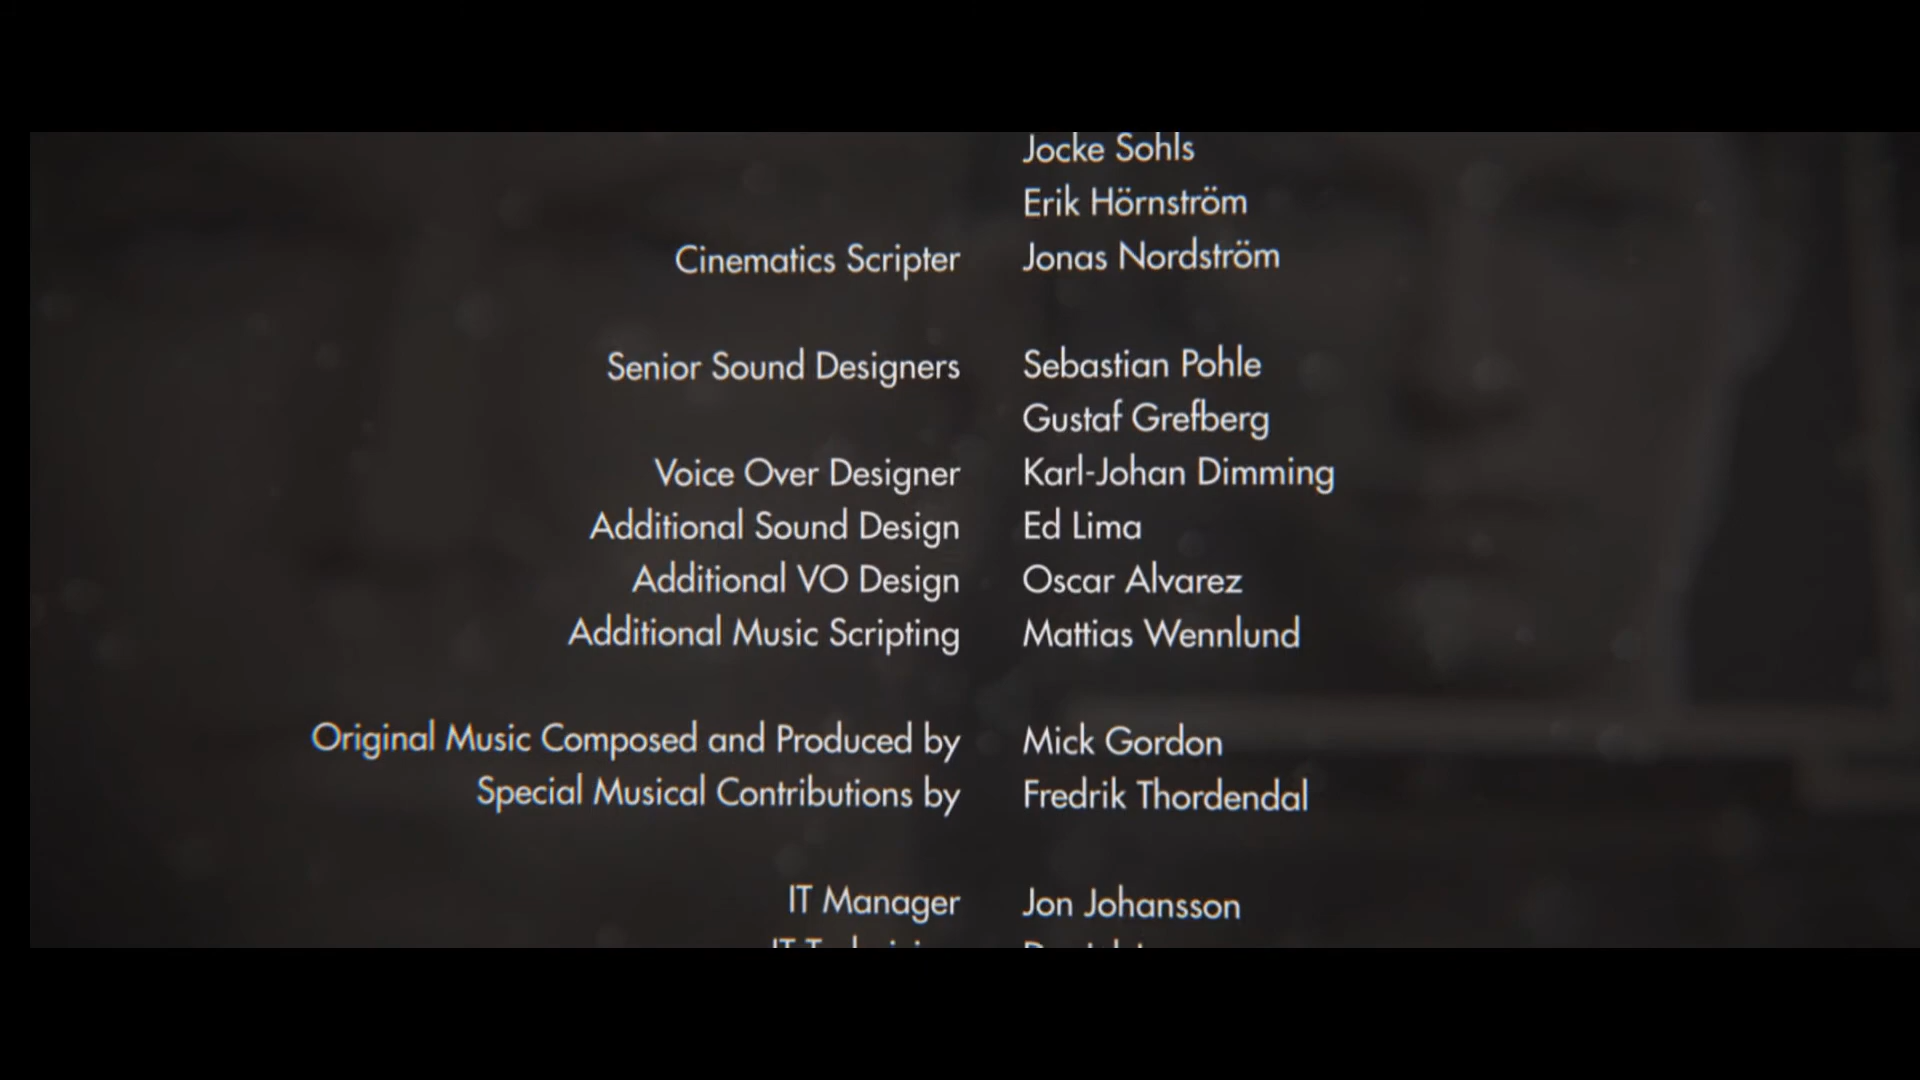 Jocke Sohls
Erik Hörnström
Cinematics Scripter Jonas Nordström
Senior Sound Designers Sebastian Pohle
Gustaf Grefberg
Voice Over Designer Karl-Johan Dimming
Additional Sound Design Ed Lima
Additional VO Design Oscar Alvarez
Additional Music Scripting Mattias Wennlund
Original Music Composed and Produced by Mick Gordon
Special Musical Contributions by Fredrik Thordendal
IT Manager Jon Johansson